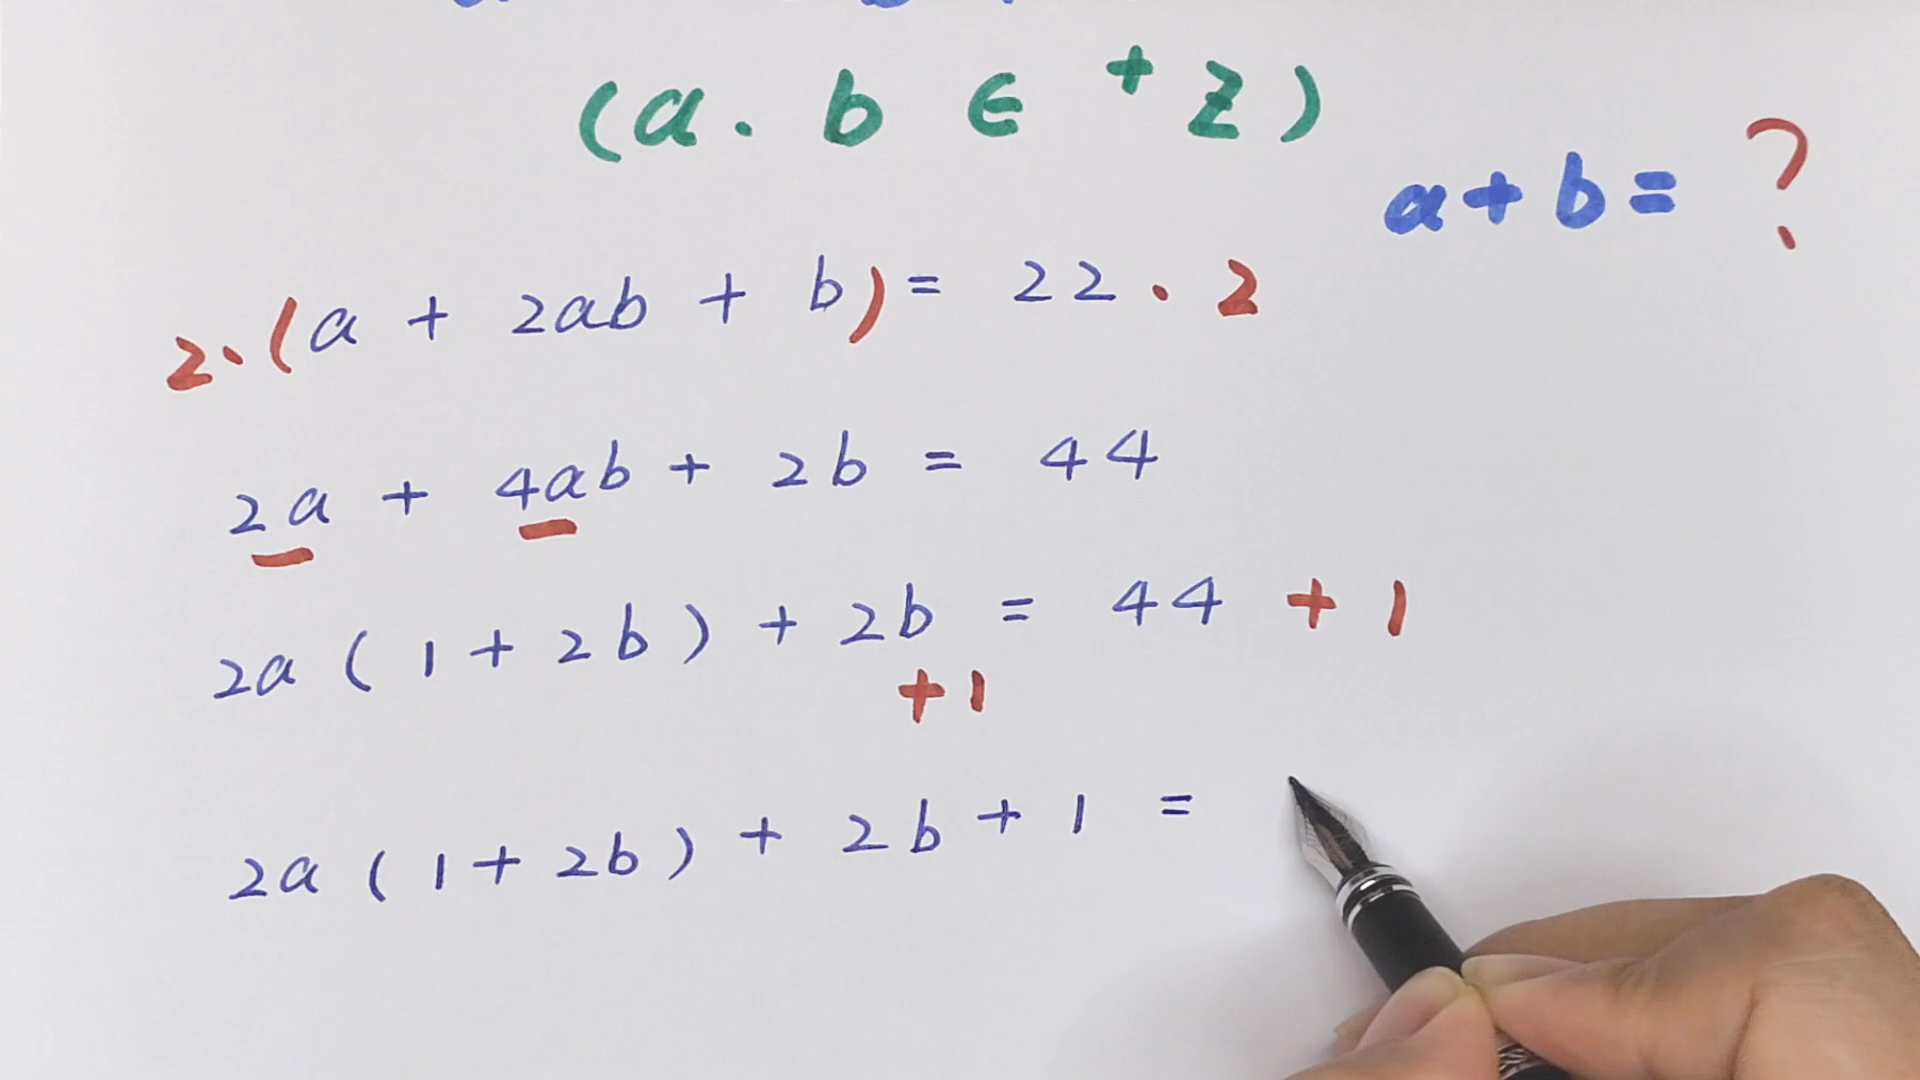 (a. b ∈ +Z)
a+b= ?
2·(a + 2ab + b) = 22 · 2
2a + 4ab + 2b = 44
2a ( 1 + 2b ) + 2b = 44 + 1
+1
2a ( 1 + 2b ) + 2b + 1 =